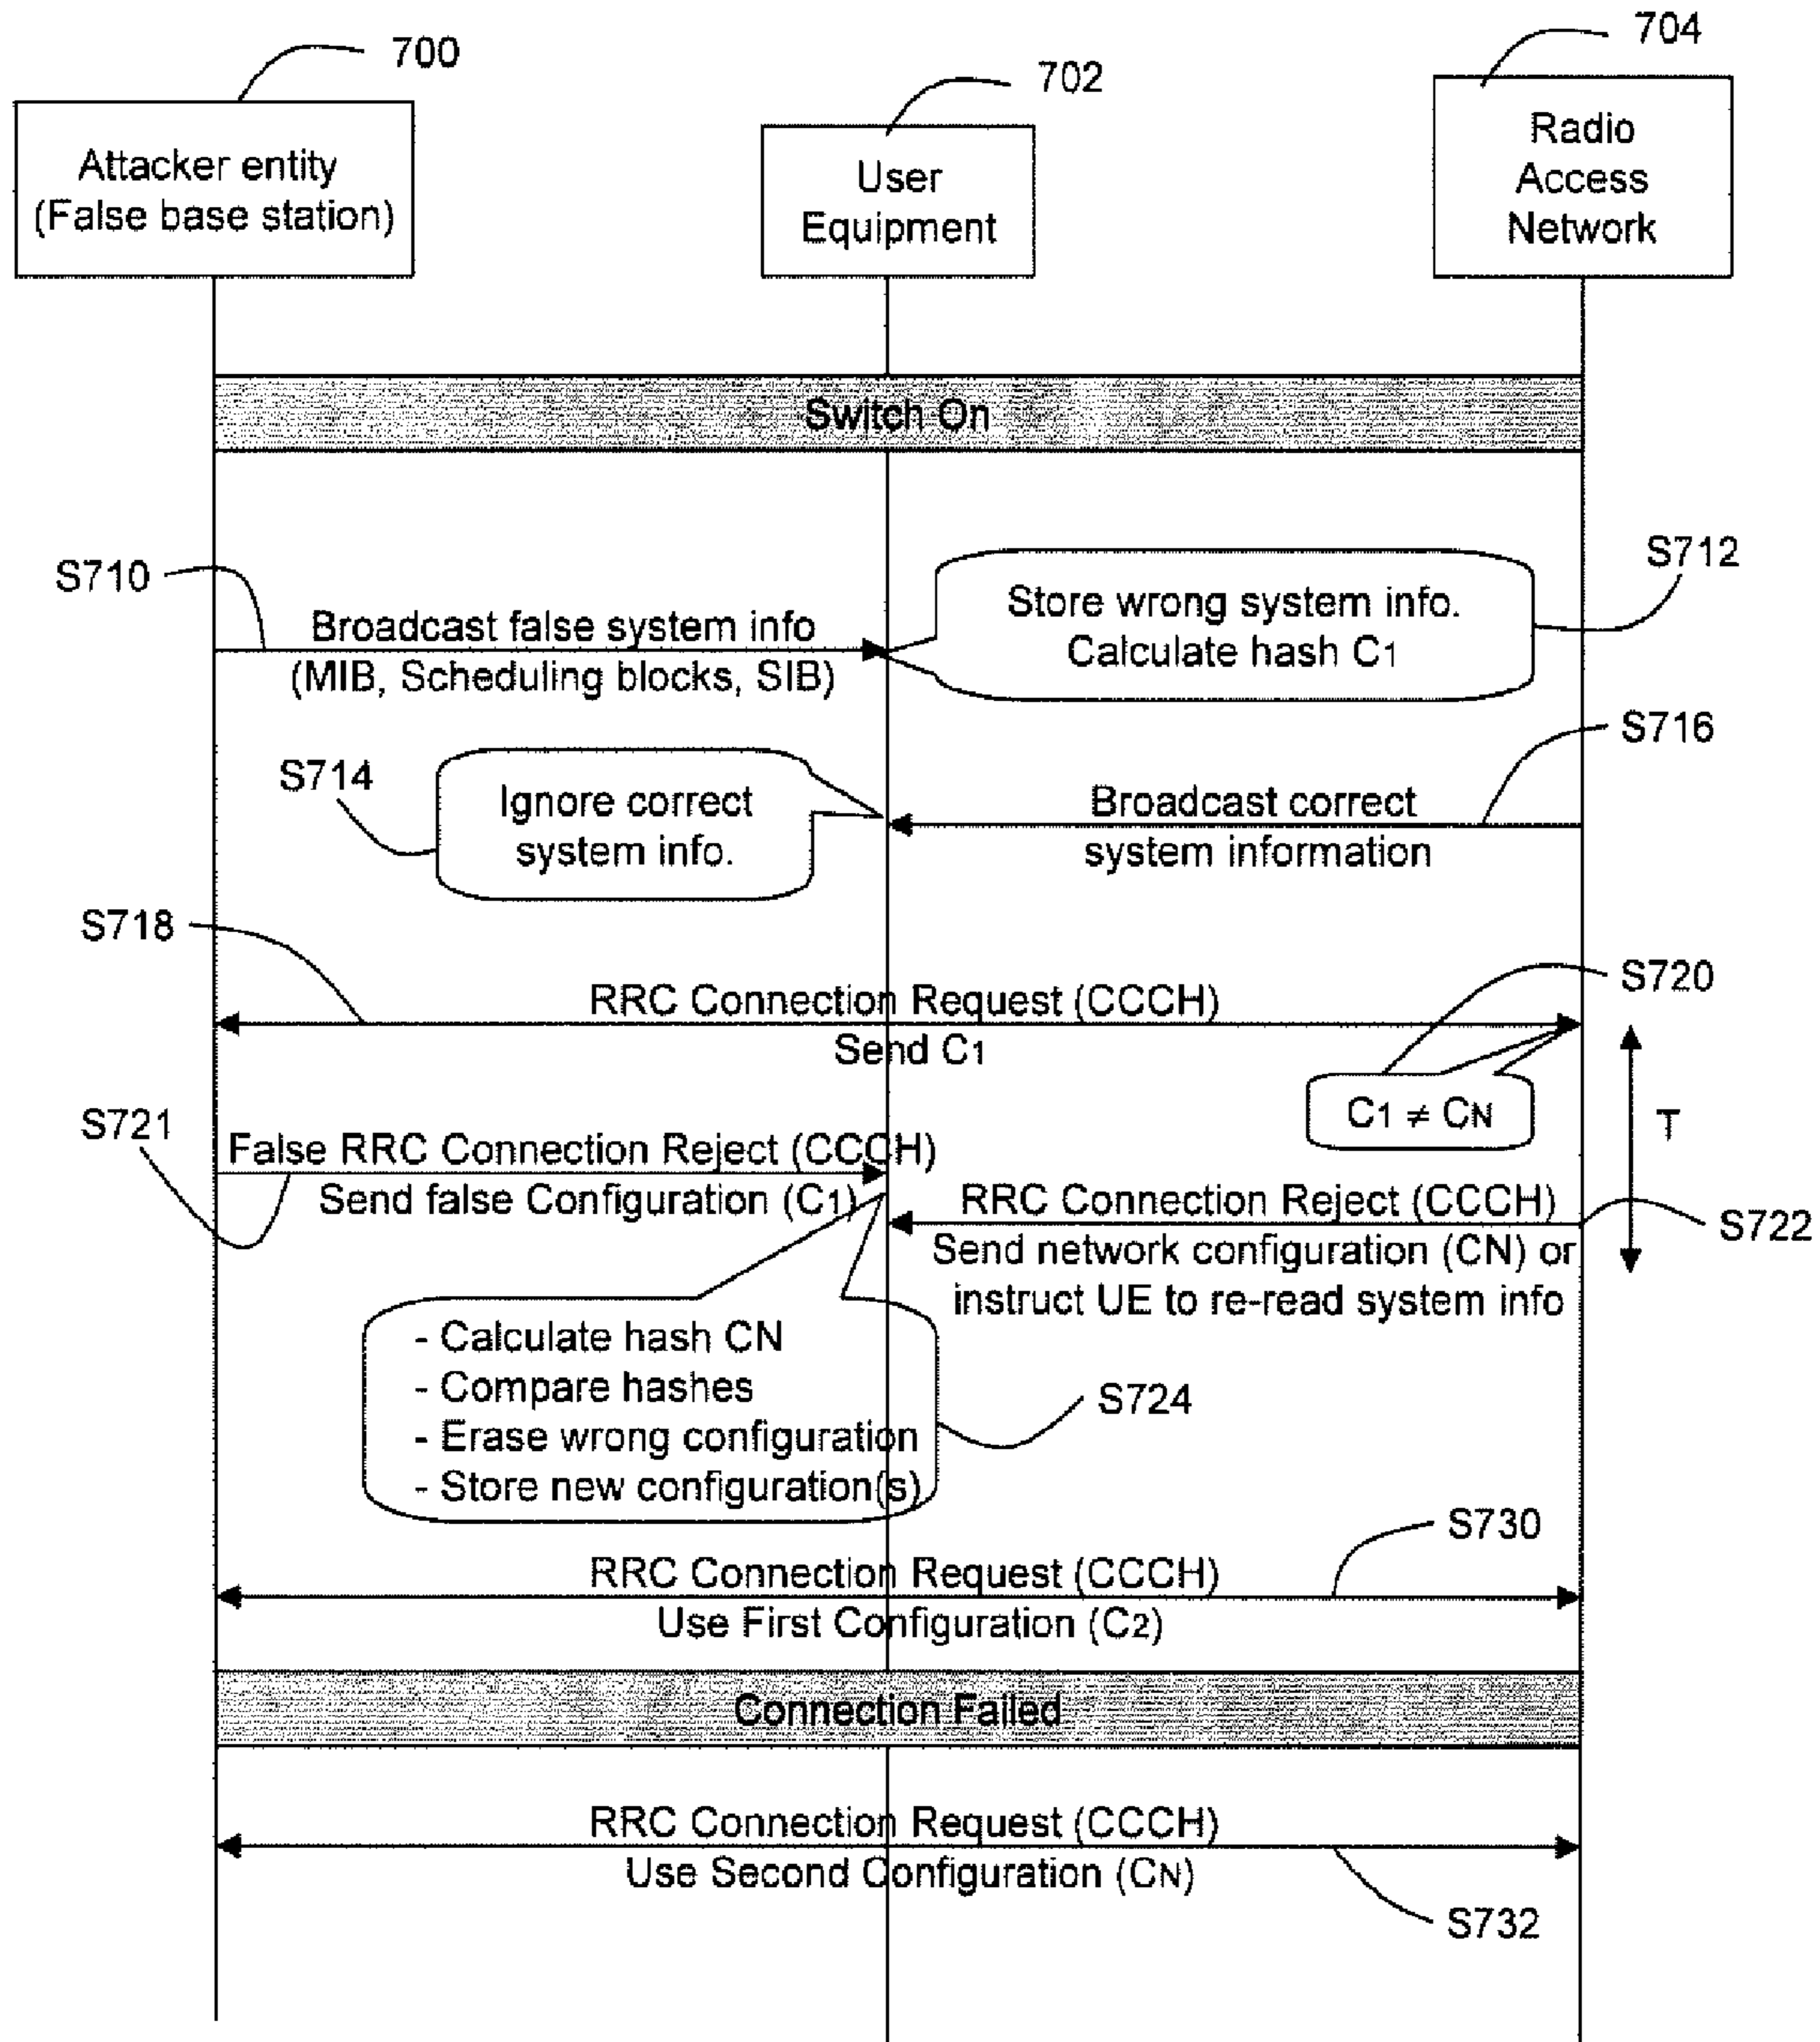 700
702
704
Attacker entity
(False base station)
User
Equipment
Radio
Access
Network
Switch On
S710
S712
Broadcast false system info
(MIB, Scheduling blocks, SIB)
Store wrong system info.
Calculate hash C1
S714
S716
Ignore correct
system info.
Broadcast correct
system information
S718
S720
RRC Connection Request (CCCH)
Send C1
C1 ≠ CN
T
S721
False RRC Connection Reject (CCCH)
Send false Configuration (C1)
RRC Connection Reject (CCCH)
S722
Send network configuration (CN) or
instruct UE to re-read system info
- Calculate hash CN
- Compare hashes
- Erase wrong configuration
- Store new configuration(s)
S724
S730
RRC Connection Request (CCCH)
Use First Configuration (C2)
Connection Failed
RRC Connection Request (CCCH)
Use Second Configuration (CN)
S732